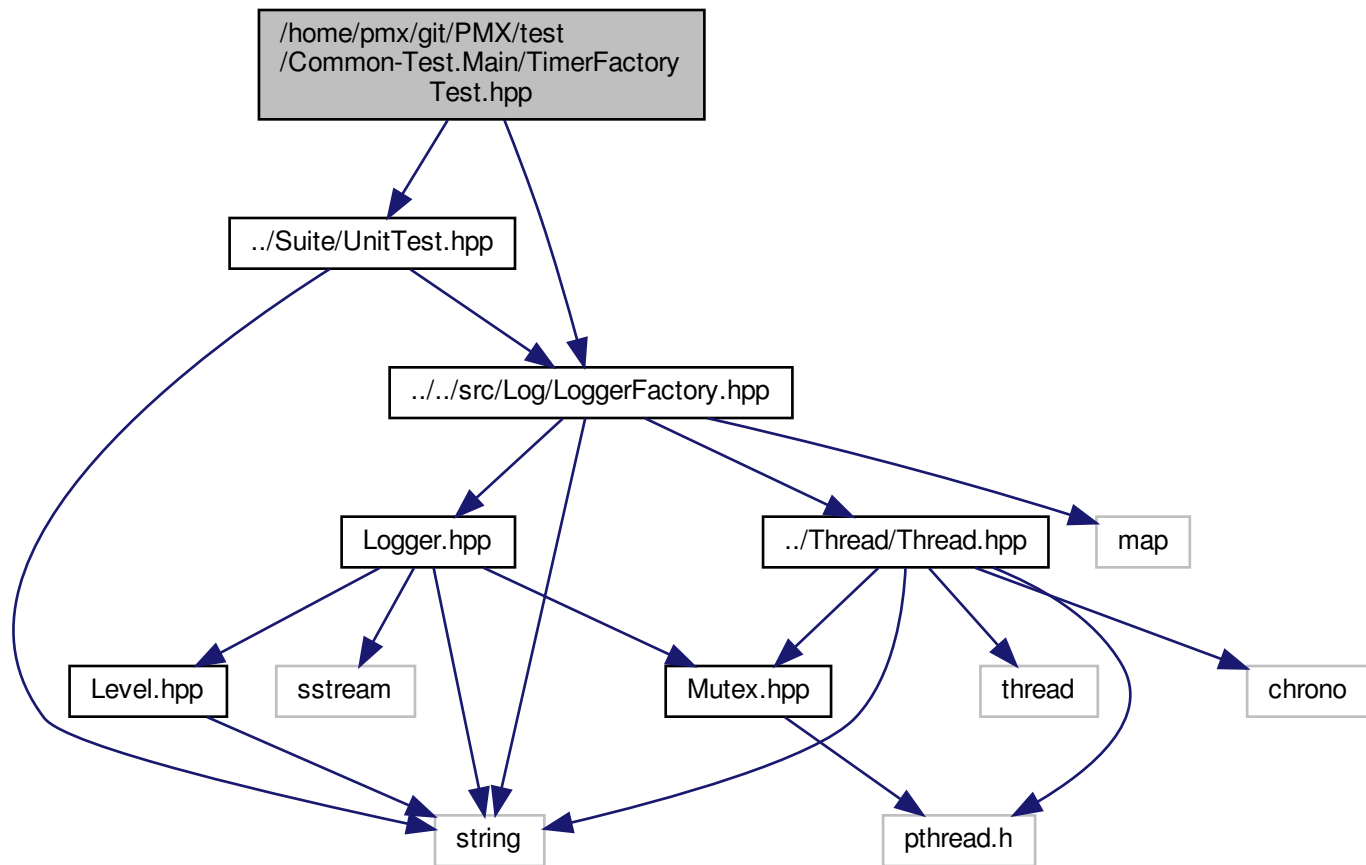 /home/pmx/git/PMX/test
/Common-Test.Main/TimerFactory
Test.hpp
../Suite/UnitTest.hpp
../../src/Log/LoggerFactory.hpp
Logger.hpp
../Thread/Thread.hpp
map
Level.hpp
sstream
Mutex.hpp
thread
chrono
string
pthread.h